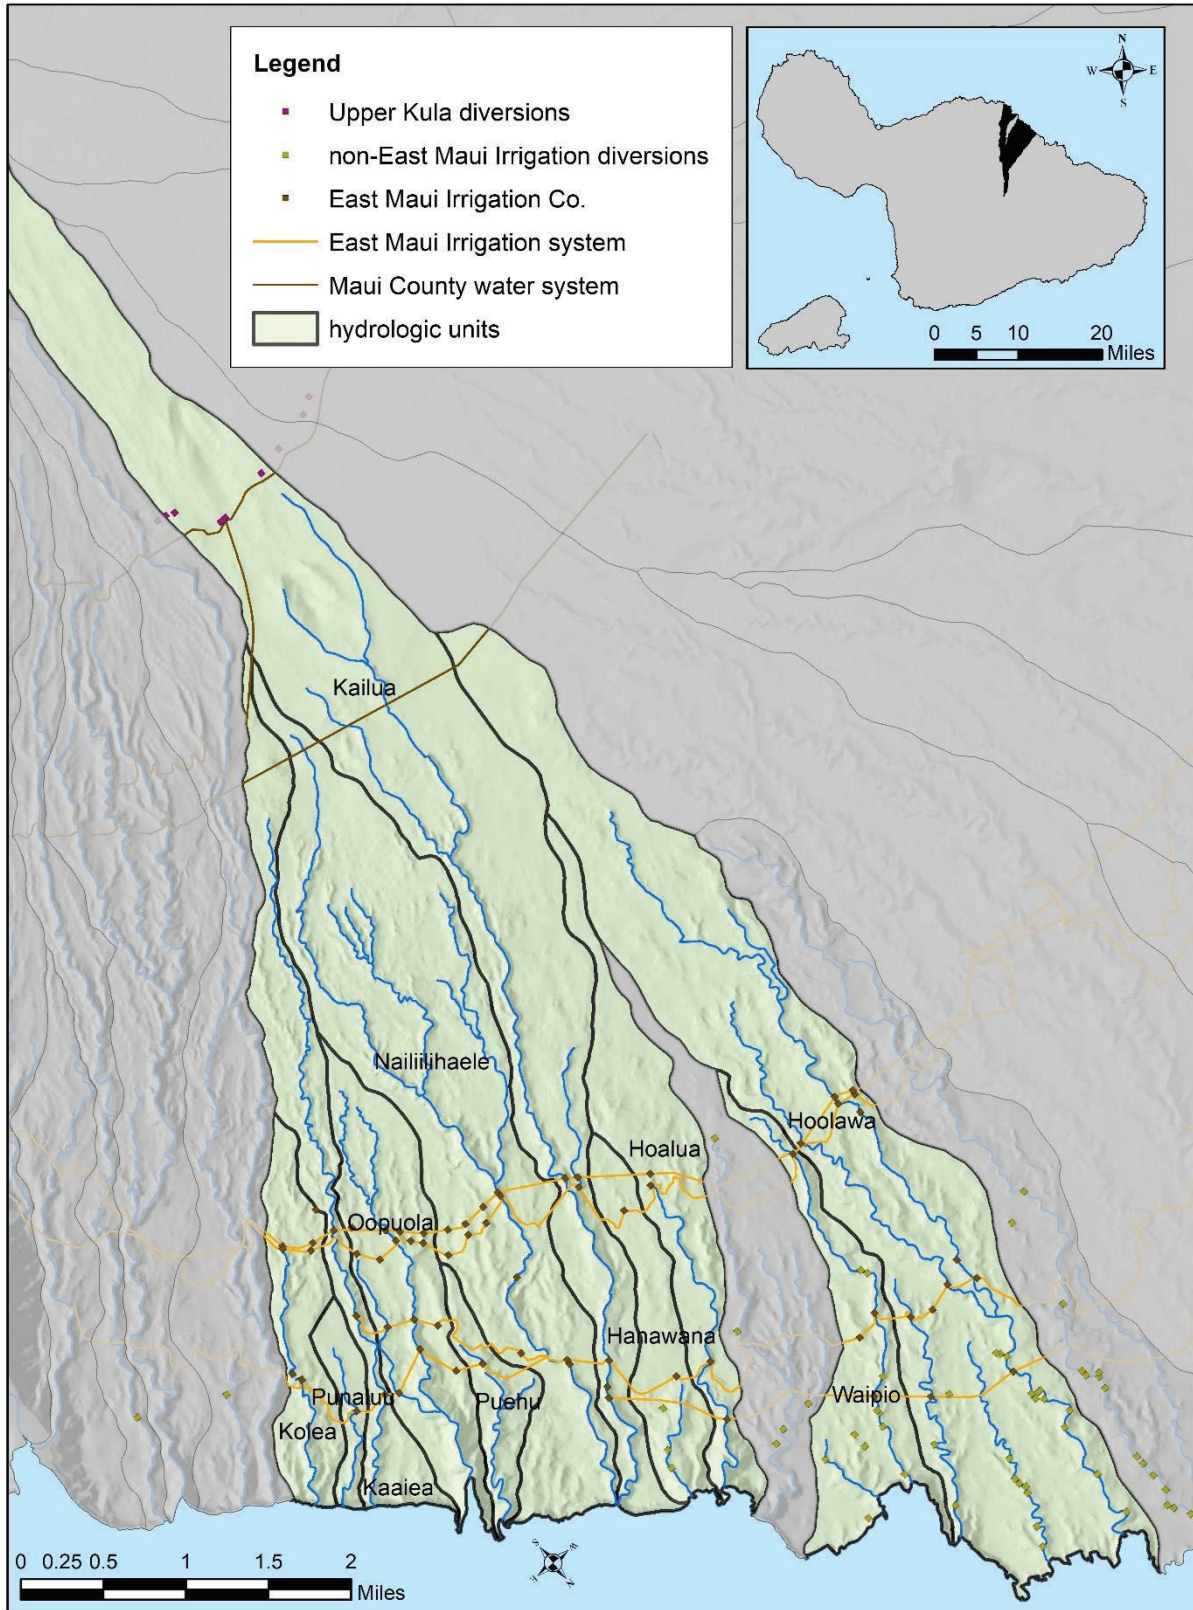 Legend
Upper Kula diversions
non-East Maui Irrigation diversions
East Maui Irrigation Co.
East Maui Irrigation system
Maui County water system
hydrologic units
N
W E
S
0 5 10 20
Miles
Kailua
Nailiilihaele
Hoolawa
Hoalua
Oopuola
Hanawana
Punaluu
Puehu
Waipio
Kolea
Kaaiea
0 0.25 0.5 1 1.5 2
Miles